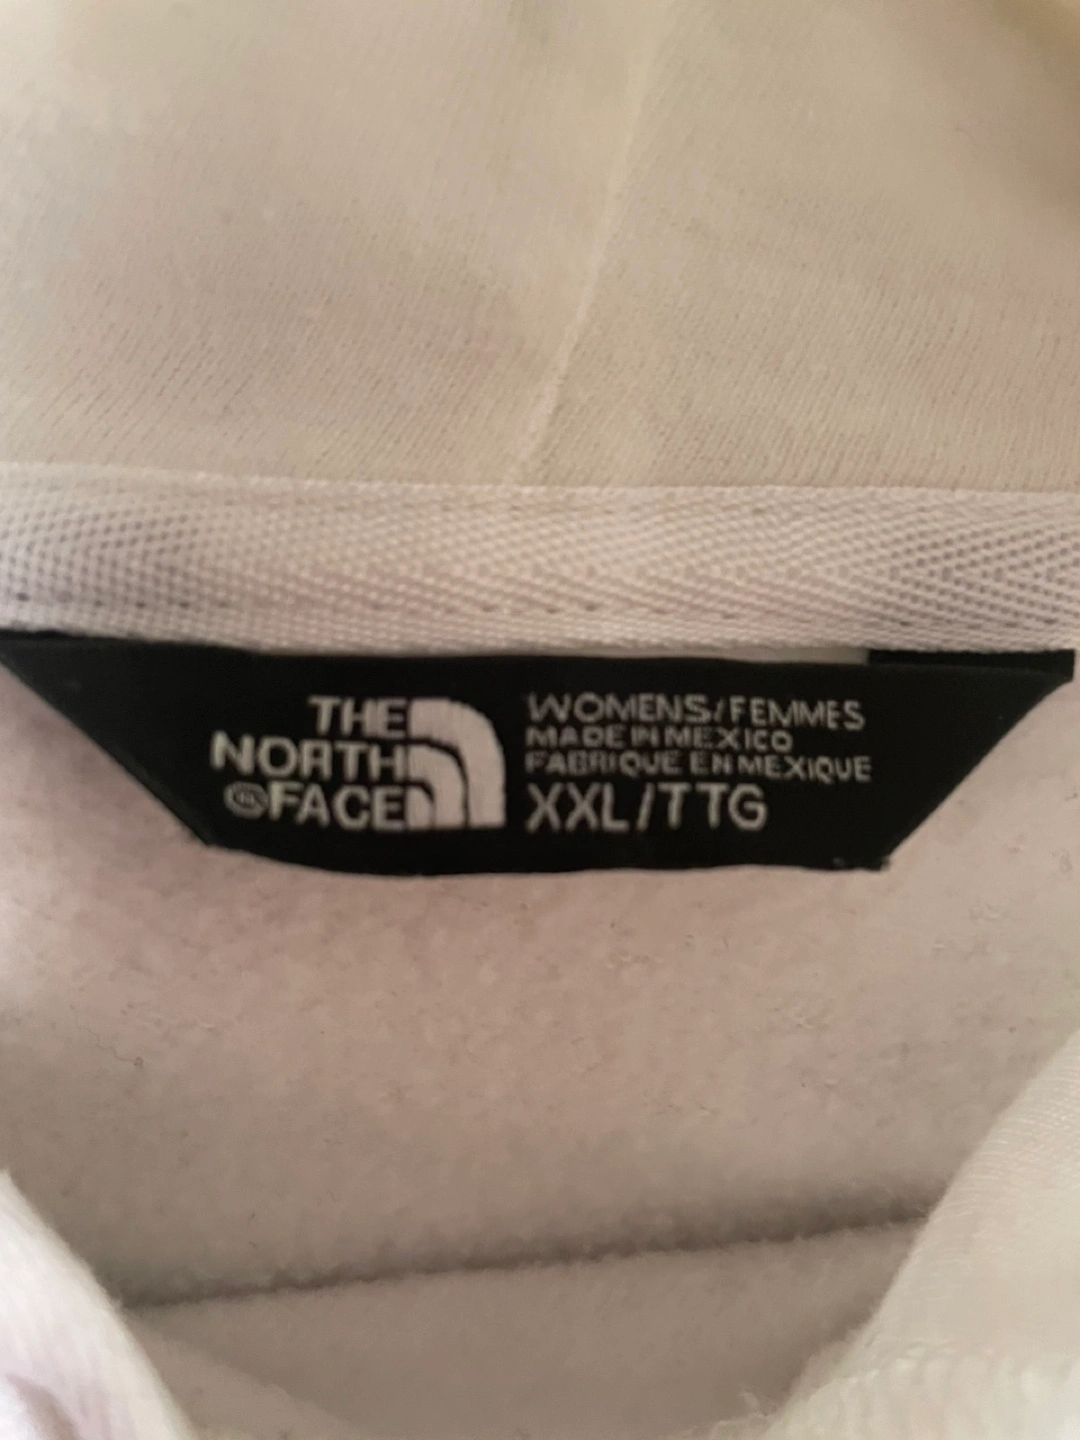 THE
NORTH
®FACE
WOMENS/FEMMES
MADE IN MEXICO
FABRIQUE EN MEXIQUE
XXL/TTG